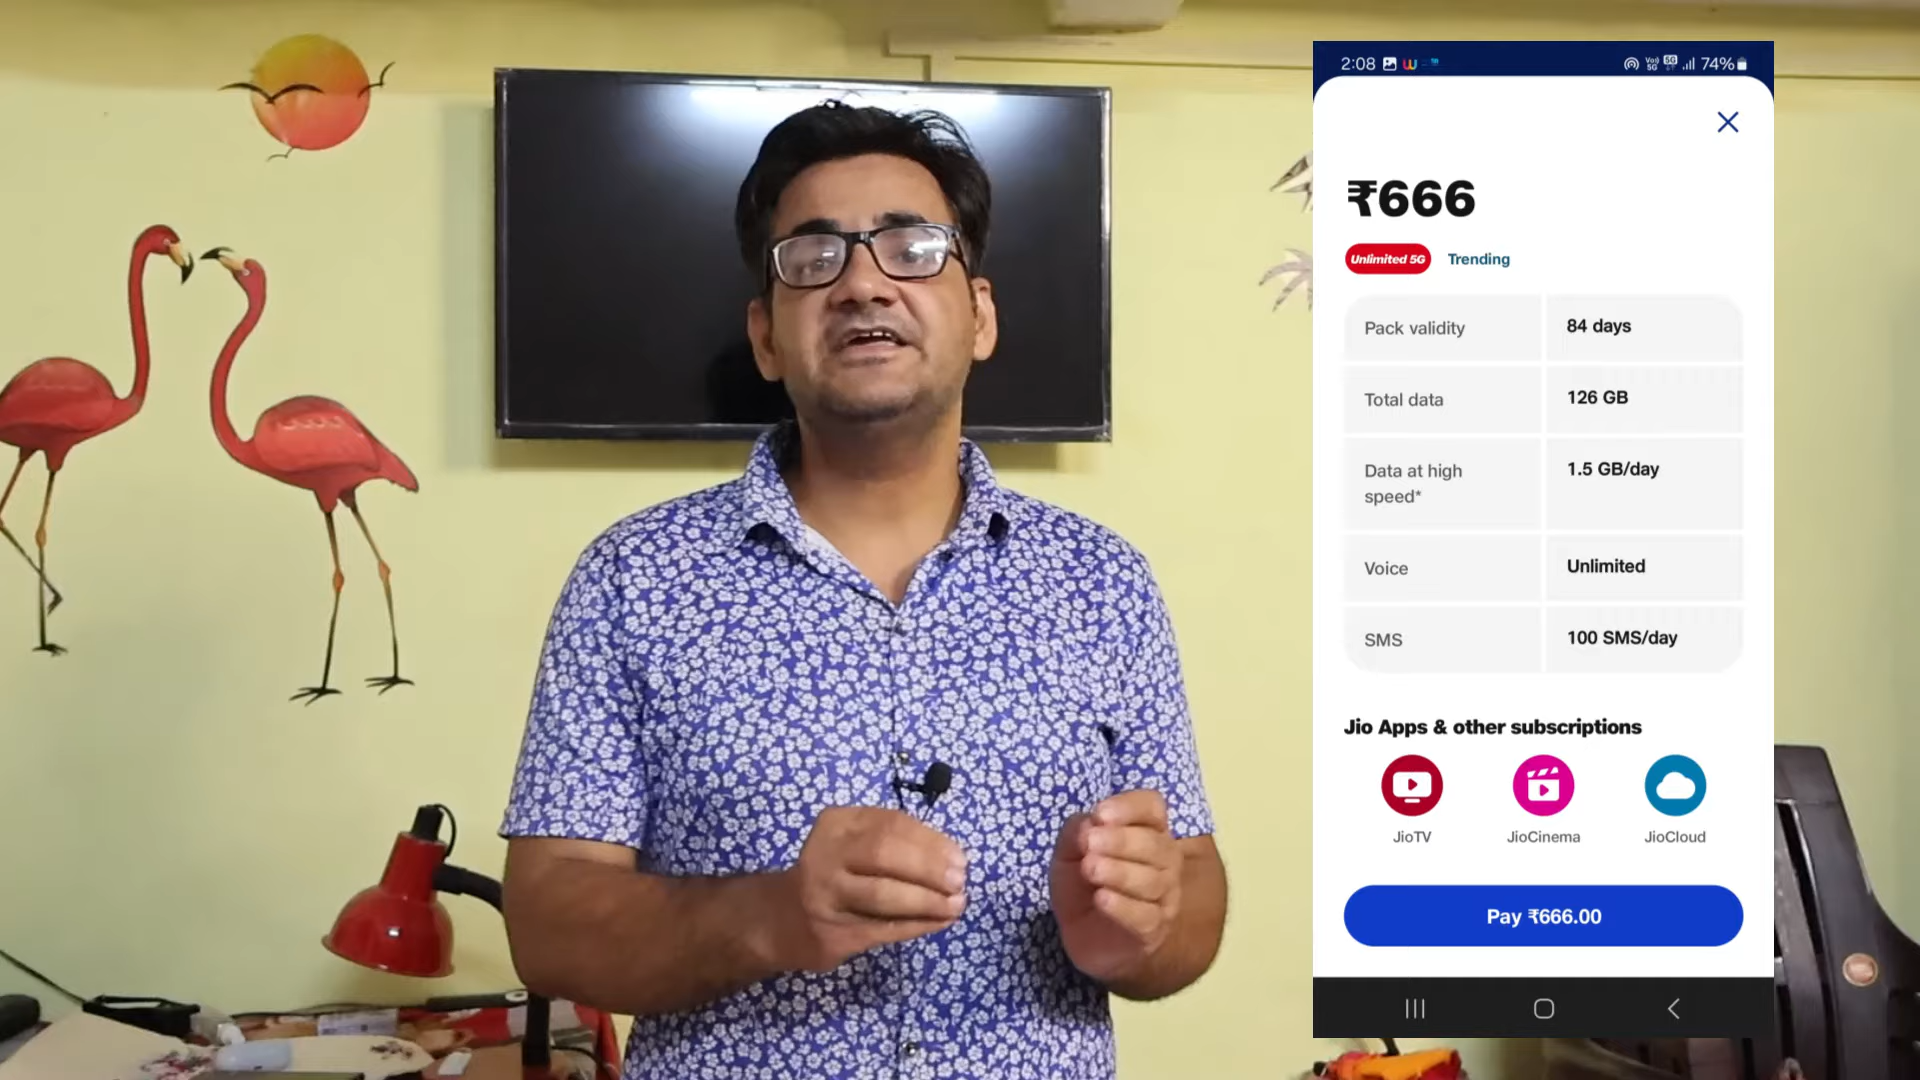 2:08
74%
₹666
Unlimited 5G
Trending
Pack validity
84 days
Total data
126 GB
Data at high
speed*
1.5 GB/day
Voice
Unlimited
SMS
100 SMS/day
Jio Apps & other subscriptions
JioTV
JioCinema
JioCloud
Pay ₹666.00